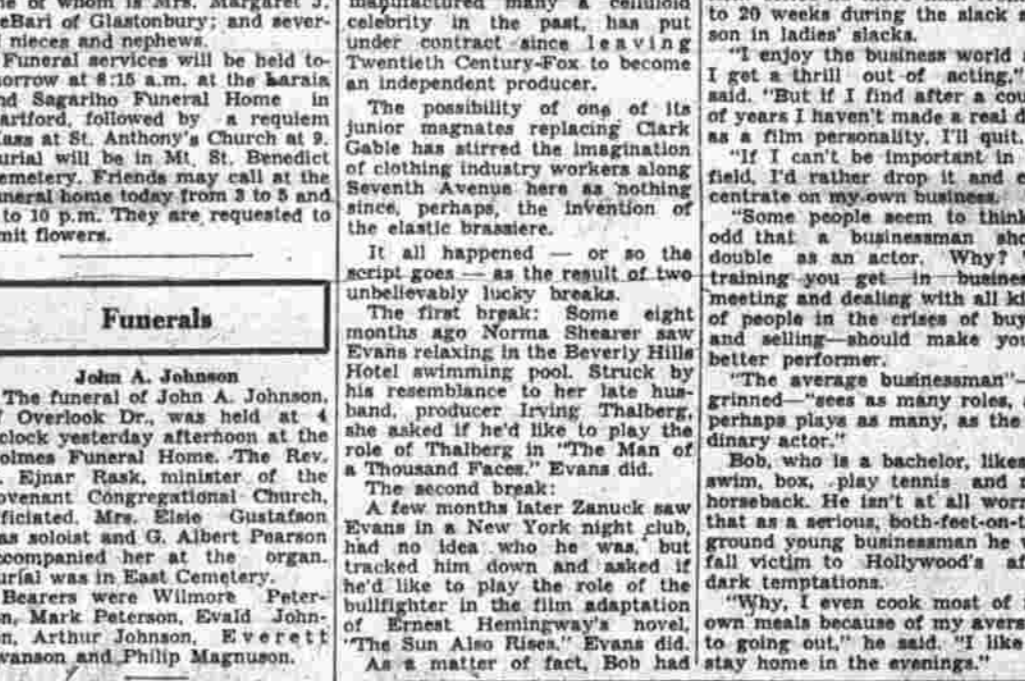 ne of whom is Mrs. Margaret J.
eBari of Glastonbury; and sever-
nieces and nephews.
Funeral services will be held to-
orrow at 8:15 a.m. at the Laraia
nd Sagarino Funeral Home in
artford, followed by a requiem
ass at St. Anthony's Church at 9.
urial will be in Mt. St. Benedict
emetery. Friends may call at the
uneral home today from 3 to 5 and
to 10 p.m. They are requested to
mit flowers.
Funerals
John A. Johnson
The funeral of John A. Johnson,
f Overlook Dr., was held at 4
clock yesterday afternoon at the
olmes Funeral Home. The Rev.
. Ejnar Rask, minister of the
ovenant Congregational Church,
fficiated. Mrs. Elsie Gustafson
as soloist and G. Albert Pearson
ccompanied her at the organ.
urial was in East Cemetery.
Bearers were Wilmore Peter-
n, Mark Peterson, Evald John-
n, Arthur Johnson, Everett
wanson and Philip Magnuson.
manufactured many a celluloid
celebrity in the past, has put
under contract since leaving
Twentieth Century-Fox to become
an independent producer.
The possibility of one of its
junior magnates replacing Clark
Gable has stirred the imagination
of clothing industry workers along
Seventh Avenue here as nothing
since, perhaps, the invention of
the elastic brassiere.
It all happened — or so the
script goes — as the result of two
unbelievably lucky breaks.
The first break: Some eight
months ago Norma Shearer saw
Evans relaxing in the Beverly Hills
Hotel swimming pool. Struck by
his resemblance to her late hus-
band, producer Irving Thalberg,
she asked if he'd like to play the
role of Thalberg in "The Man of
a Thousand Faces." Evans did.
The second break:
A few months later Zanuck saw
Evans in a New York night club,
had no idea who he was, but
tracked him down and asked if
he'd like to play the role of the
bullfighter in the film adaptation
of Ernest Hemingway's novel,
"The Sun Also Rises." Evans did.
As a matter of fact, Bob had
to 20 weeks during the slack s
son in ladies' slacks.
"I enjoy the business world
I get a thrill out of acting,"
said. "But if I find after a cou
of years I haven't made a real d
as a film personality, I'll quit.
"If I can't be important in
field, I'd rather drop it and c
centrate on my own business.
"Some people seem to think
odd that a businessman sho
double as an actor. Why?
training you get in busines
meeting and dealing with all ki
of people in the crises of buy
and selling—should make you
better performer.
"The average businessman"—
grinned—"sees as many roles,
perhaps plays as many, as the
dinary actor."
Bob, who is a bachelor, likes
swim, box, play tennis and
horseback. He isn't at all worr
that as a serious, both-feet-on-t
ground young businessman he w
fall victim to Hollywood's af
dark temptations.
"Why, I even cook most of
own meals because of my avers
to going out," he said. "I like
stay home in the evenings."